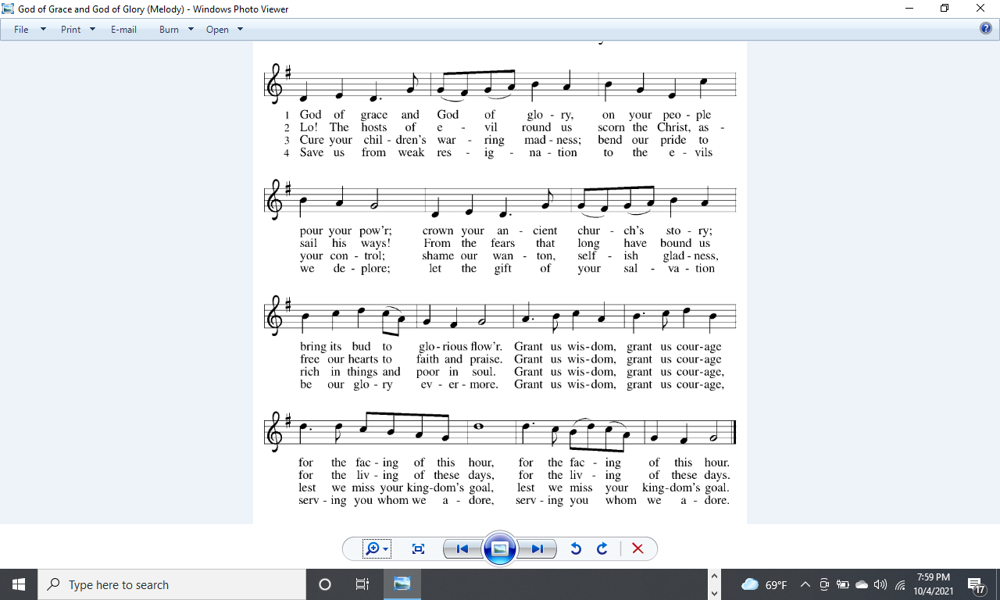 God of Grace and God of Glory (Melody) - Windows Photo Viewer
File Print E-mail Burn Open
1 God of grace and God of glo - ry, on your peo - ple
2 Lo! The hosts of e - vil round us scorn the Christ, as -
3 Cure your chil - dren's war - ring mad - ness; bend our pride to
4 Save us from weak res - ig - na - tion to the e - vils
pour your pow'r; crown your an - cient chur - ch's sto - ry;
sail his ways! From the fears that long have bound us
your con - trol; shame our wan - ton, self - ish glad - ness,
we de - plore; let the gift of your sal - va - tion
bring its bud to glo - rious flow'r. Grant us wis - dom, grant us cour - age
free our hearts to faith and praise. Grant us wis - dom, grant us cour - age
rich in things and poor in soul. Grant us wis - dom, grant us cour - age,
be our glo - ry ev - er - more. Grant us wis - dom, grant us cour - age,
for the fac - ing of this hour, for the fac - ing of this hour.
for the liv - ing of these days, for the liv - ing of these days.
lest we miss your king - dom's goal, lest we miss your king - dom's goal.
serv - ing you whom we a - dore, serv - ing you whom we a - dore.
Type here to search
69°F
7:59 PM
10/4/2021
17